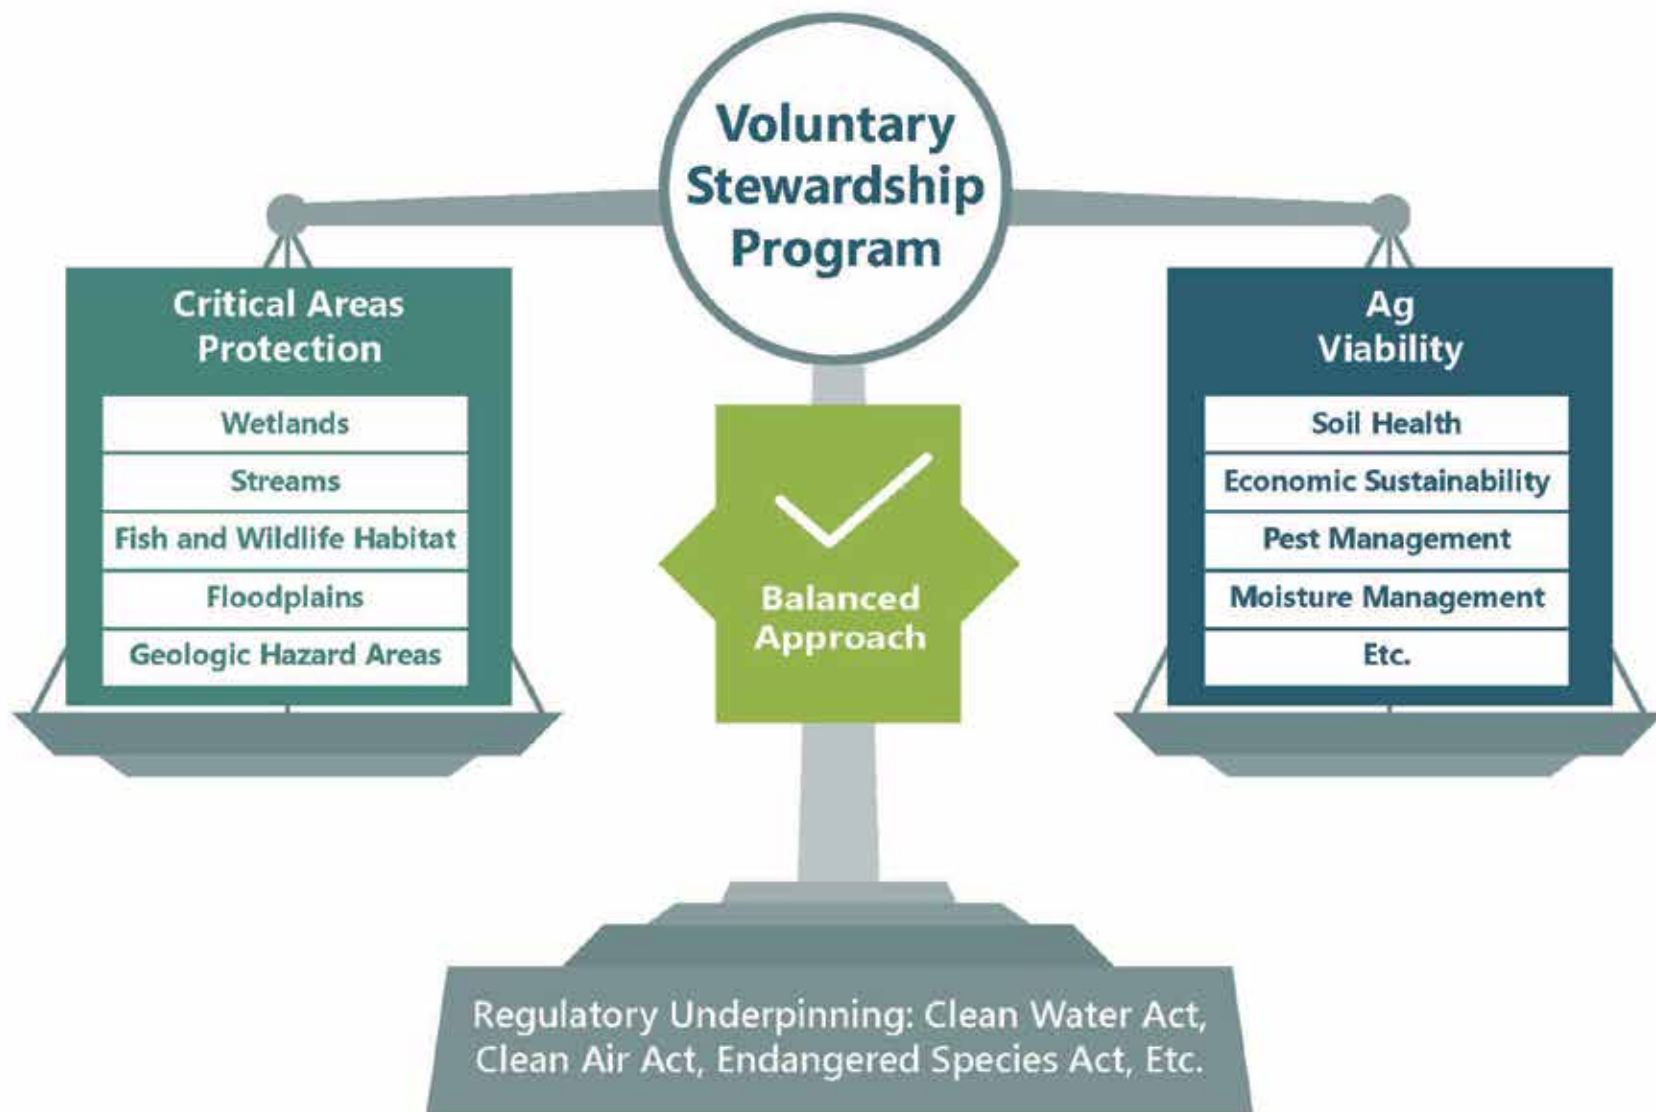 Voluntary
Stewardship
Program
Critical Areas
Protection
Wetlands
Streams
Fish and Wildlife Habitat
Floodplains
Geologic Hazard Areas
Balanced
Approach
Ag
Viability
Soil Health
Economic Sustainability
Pest Management
Moisture Management
Etc.
Regulatory Underpinning: Clean Water Act,
Clean Air Act, Endangered Species Act, Etc.